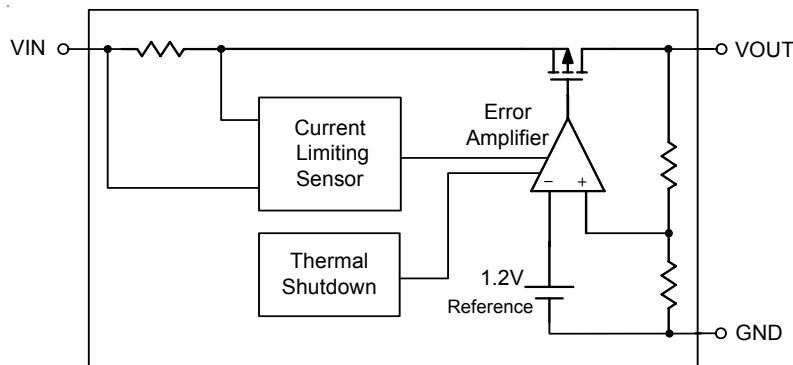 VIN
VOUT
Error
Amplifier
Current
Limiting
Sensor
− +
Thermal
Shutdown
1.2V
Reference
GND